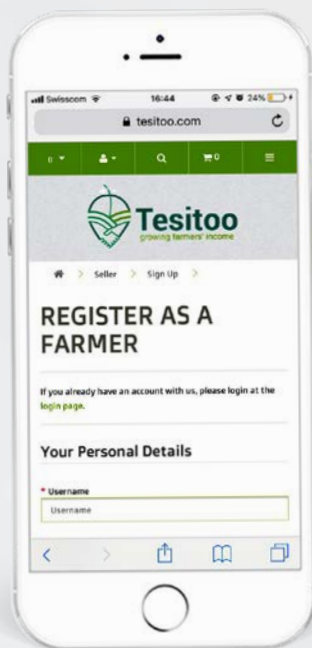 Swisscom 16:44 24%
tesitoo.com
0 0
Tesitoo
growing farmers' income
Seller Sign Up
REGISTER AS A
FARMER
If you already have an account with us, please login at the
login page.
Your Personal Details
* Username
Username